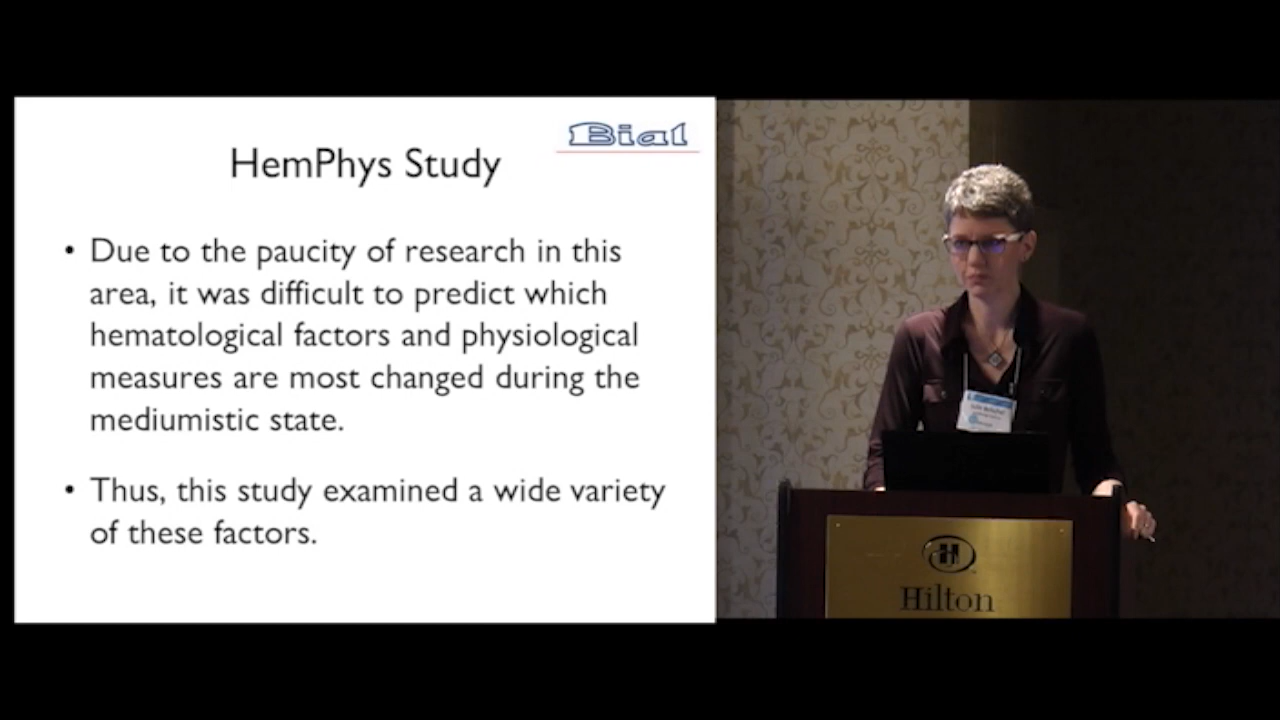 Bial
HemPhys Study
• Due to the paucity of research in this
area, it was difficult to predict which
hematological factors and physiological
measures are most changed during the
mediumistic state.
• Thus, this study examined a wide variety
of these factors.
H
Hilton